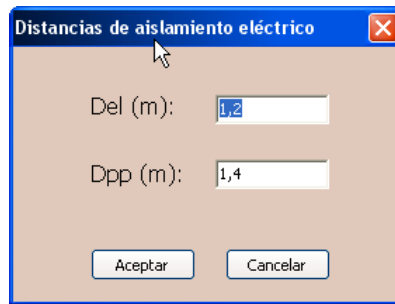 Distancias de aislamiento eléctrico
Del (m): 1,2
Dpp (m): 1,4
Aceptar Cancelar